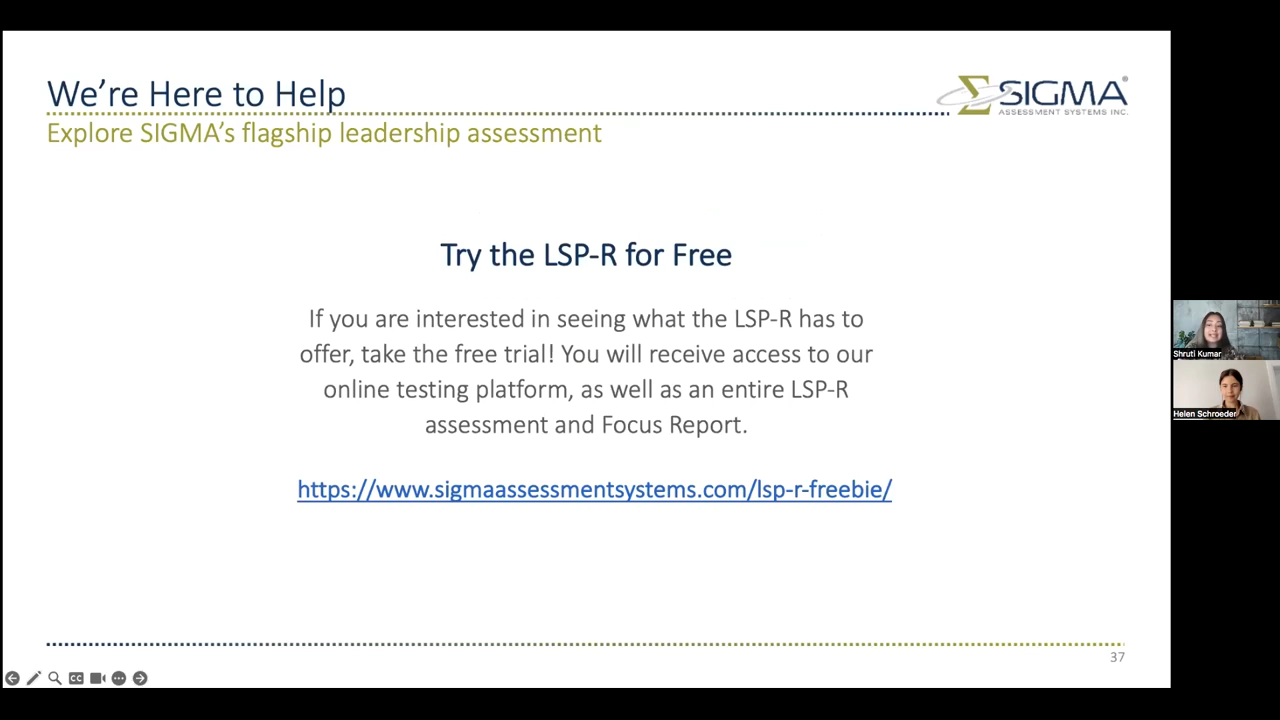 We're Here to Help
Explore SIGMA's flagship leadership assessment
SIGMA®
ASSESSMENT SYSTEMS INC.
Try the LSP-R for Free
If you are interested in seeing what the LSP-R has to
offer, take the free trial! You will receive access to our
online testing platform, as well as an entire LSP-R
assessment and Focus Report.
https://www.sigmaassessmentsystems.com/lsp-r-freebie/
37
CC
Shruti Kumar
Helen Schroeder